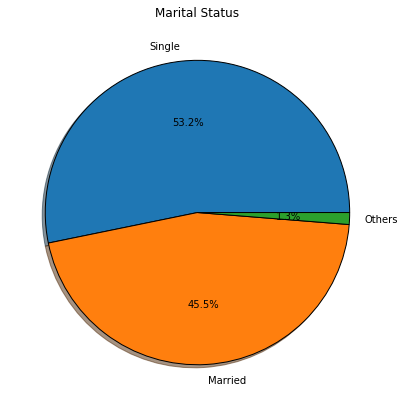 Marital Status
Single
53.2%
1.3%
Others
45.5%
Married